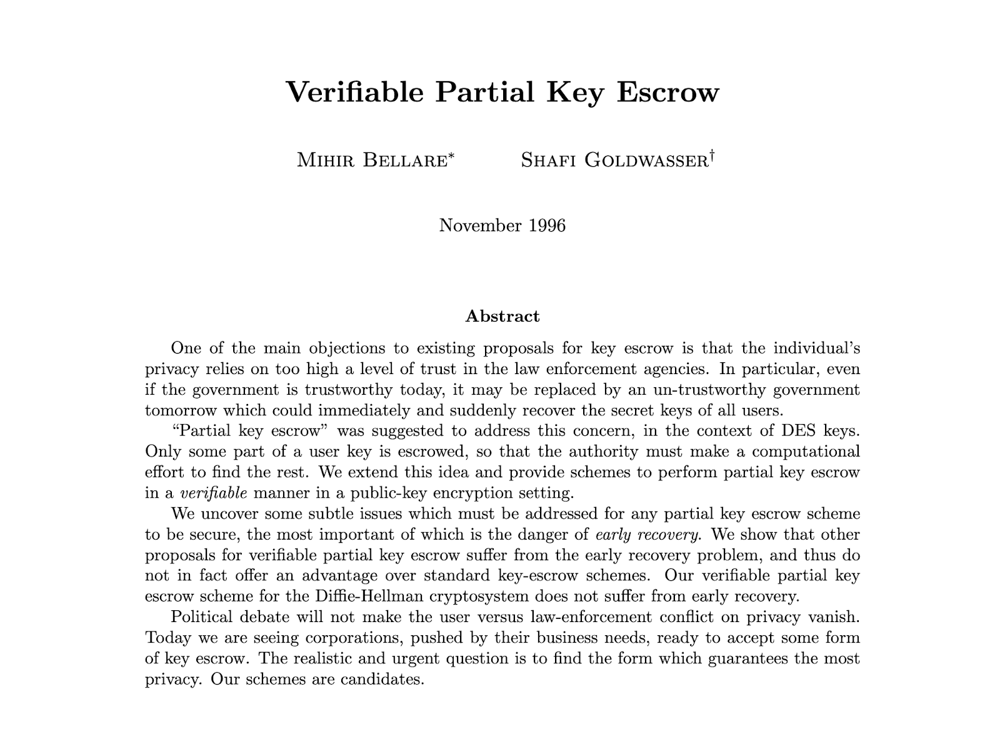 Verifiable Partial Key Escrow
Mihir Bellare* Shafi Goldwasser†
November 1996
Abstract
One of the main objections to existing proposals for key escrow is that the individual's
privacy relies on too high a level of trust in the law enforcement agencies. In particular, even
if the government is trustworthy today, it may be replaced by an un-trustworthy government
tomorrow which could immediately and suddenly recover the secret keys of all users.
“Partial key escrow” was suggested to address this concern, in the context of DES keys.
Only some part of a user key is escrowed, so that the authority must make a computational
effort to find the rest. We extend this idea and provide schemes to perform partial key escrow
in a verifiable manner in a public-key encryption setting.
We uncover some subtle issues which must be addressed for any partial key escrow scheme
to be secure, the most important of which is the danger of early recovery. We show that other
proposals for verifiable partial key escrow suffer from the early recovery problem, and thus do
not in fact offer an advantage over standard key-escrow schemes. Our verifiable partial key
escrow scheme for the Diffie-Hellman cryptosystem does not suffer from early recovery.
Political debate will not make the user versus law-enforcement conflict on privacy vanish.
Today we are seeing corporations, pushed by their business needs, ready to accept some form
of key escrow. The realistic and urgent question is to find the form which guarantees the most
privacy. Our schemes are candidates.